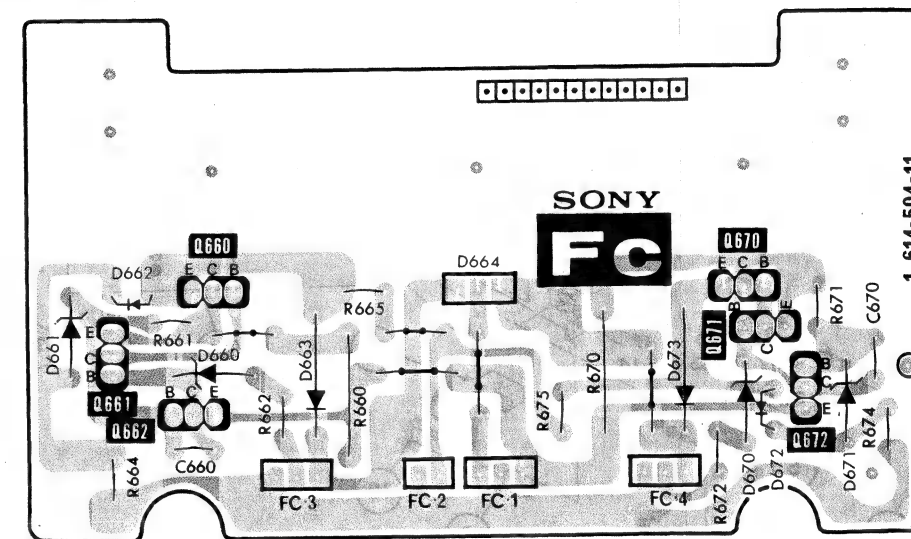 SONY
FC
1-614-504-11
Q660
E C B
D662
D664
Q670
E C B
R665
R671
C670
D661
E
C
B
R661
D660
D663
R660
R670
D673
Q671
B
C
E
Q661
Q662
B C E
R662
R675
B
C
E
Q672
R664
C660
FC-3
FC-2
FC-1
FC-4
R672
D670
D672
D671
R674